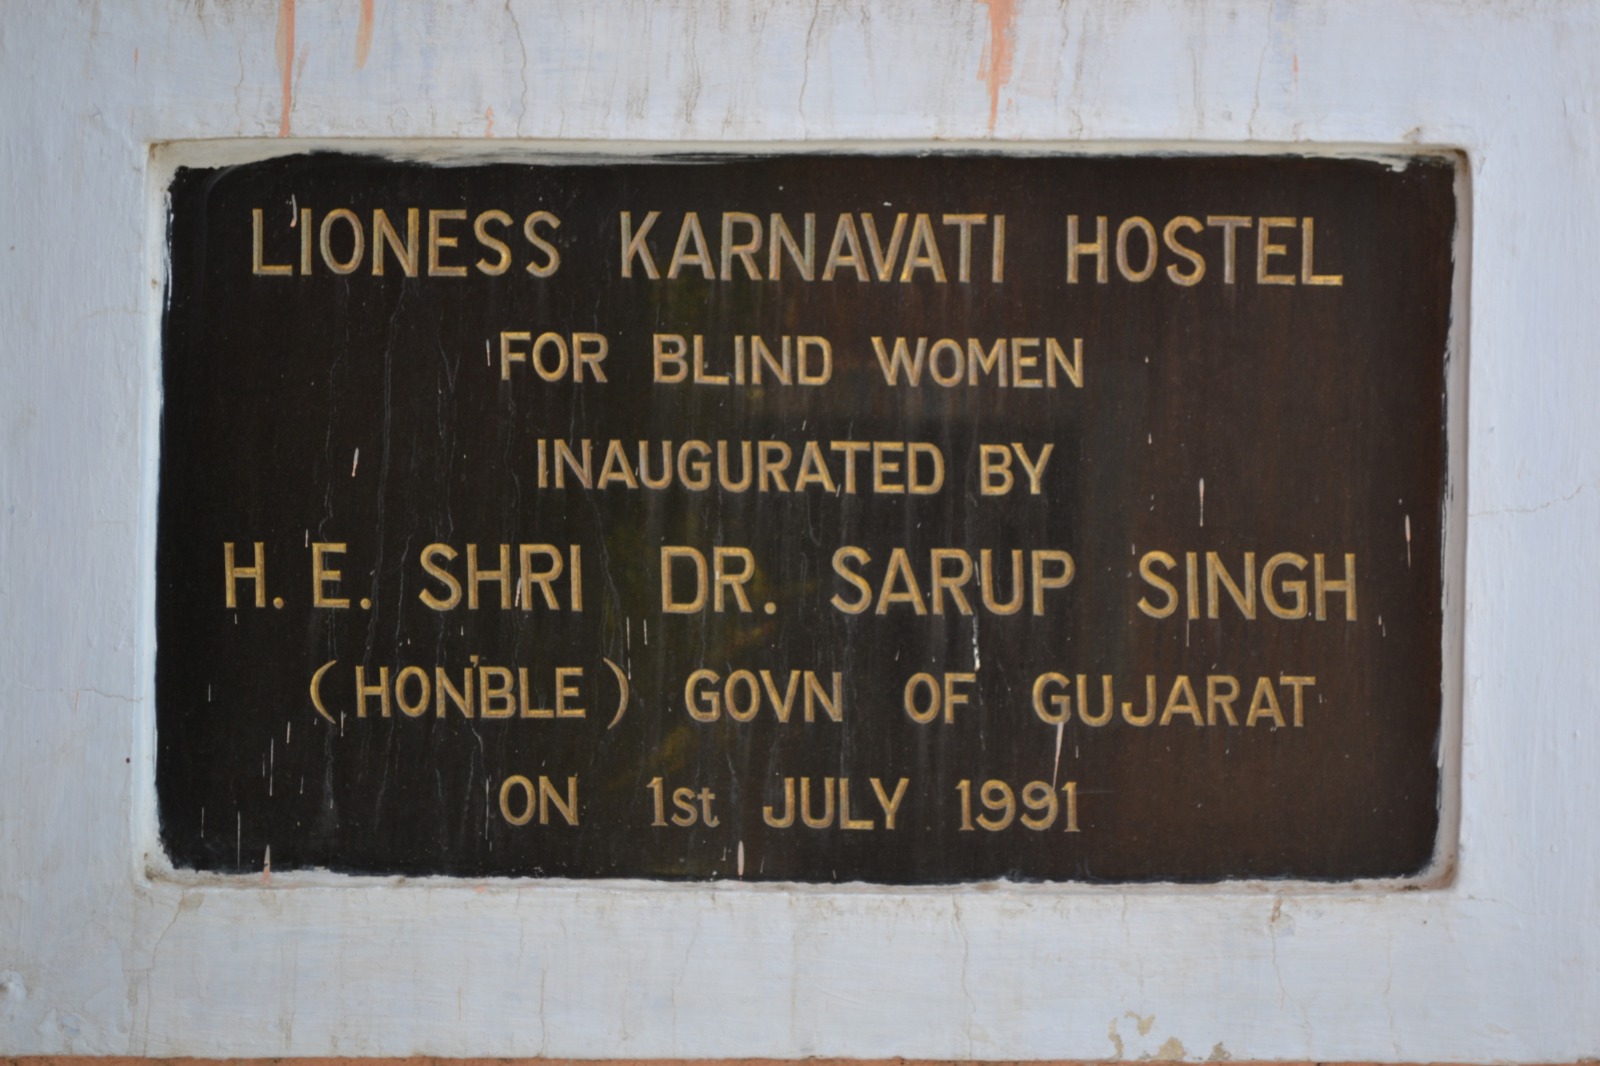 LIONESS KARNAVATI HOSTEL
FOR BLIND WOMEN
INAUGURATED BY
H. E. SHRI DR. SARUP SINGH
(HON'BLE) GOVN OF GUJARAT
ON 1st JULY 1991